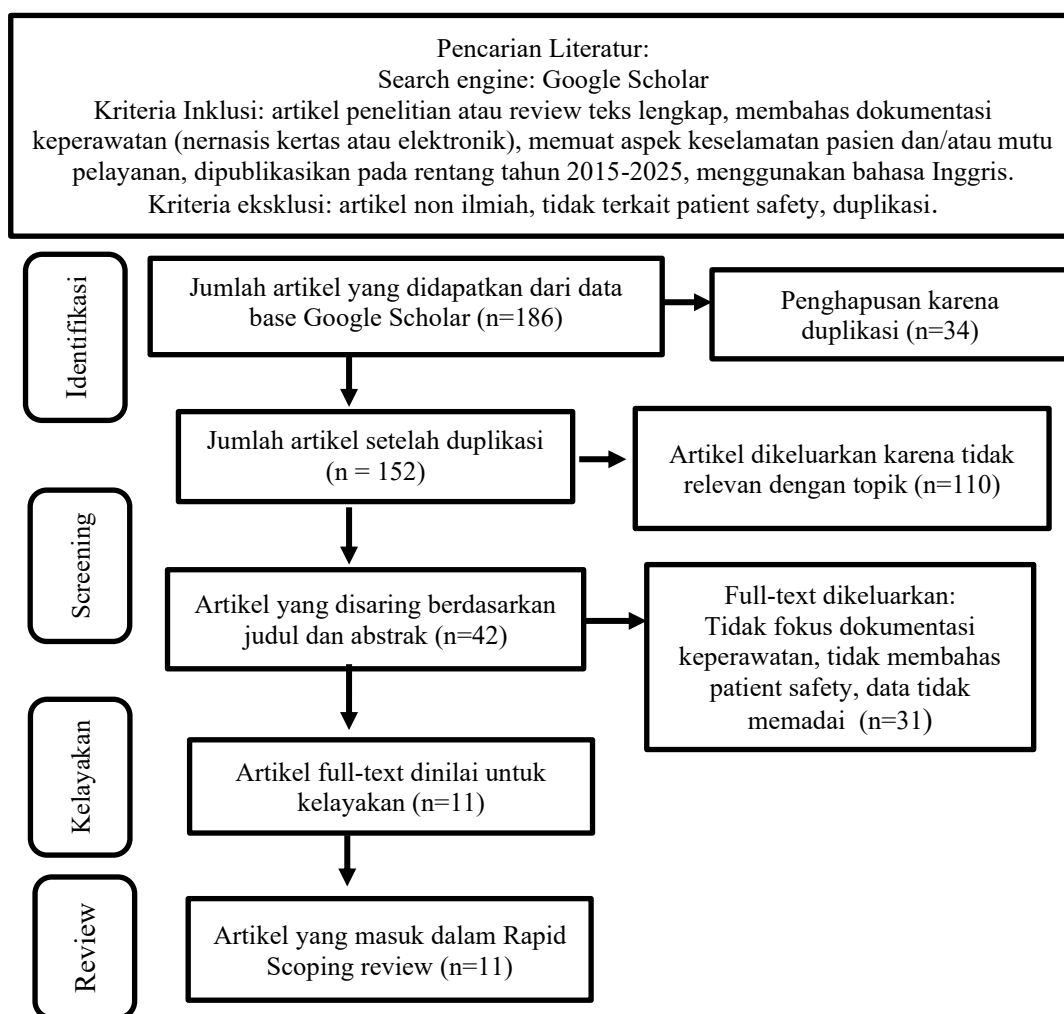 Pencarian Literatur:
Search engine: Google Scholar
Kriteria Inklusi: artikel penelitian atau review teks lengkap, membahas dokumentasi
keperawatan (nernasis kertas atau elektronik), memuat aspek keselamatan pasien dan/atau mutu
pelayanan, dipublikasikan pada rentang tahun 2015-2025, menggunakan bahasa Inggris.
Kriteria eksklusi: artikel non ilmiah, tidak terkait patient safety, duplikasi.
Identifikasi
Jumlah artikel yang didapatkan dari data
base Google Scholar (n=186)
Penghapusan karena
duplikasi (n=34)
Jumlah artikel setelah duplikasi
(n = 152)
Artikel dikeluarkan karena tidak
relevan dengan topik (n=110)
Screening
Artikel yang disaring berdasarkan
judul dan abstrak (n=42)
Full-text dikeluarkan:
Tidak fokus dokumentasi
keperawatan, tidak membahas
patient safety, data tidak
memadai (n=31)
Kelayakan
Artikel full-text dinilai untuk
kelayakan (n=11)
Review
Artikel yang masuk dalam Rapid
Scoping review (n=11)